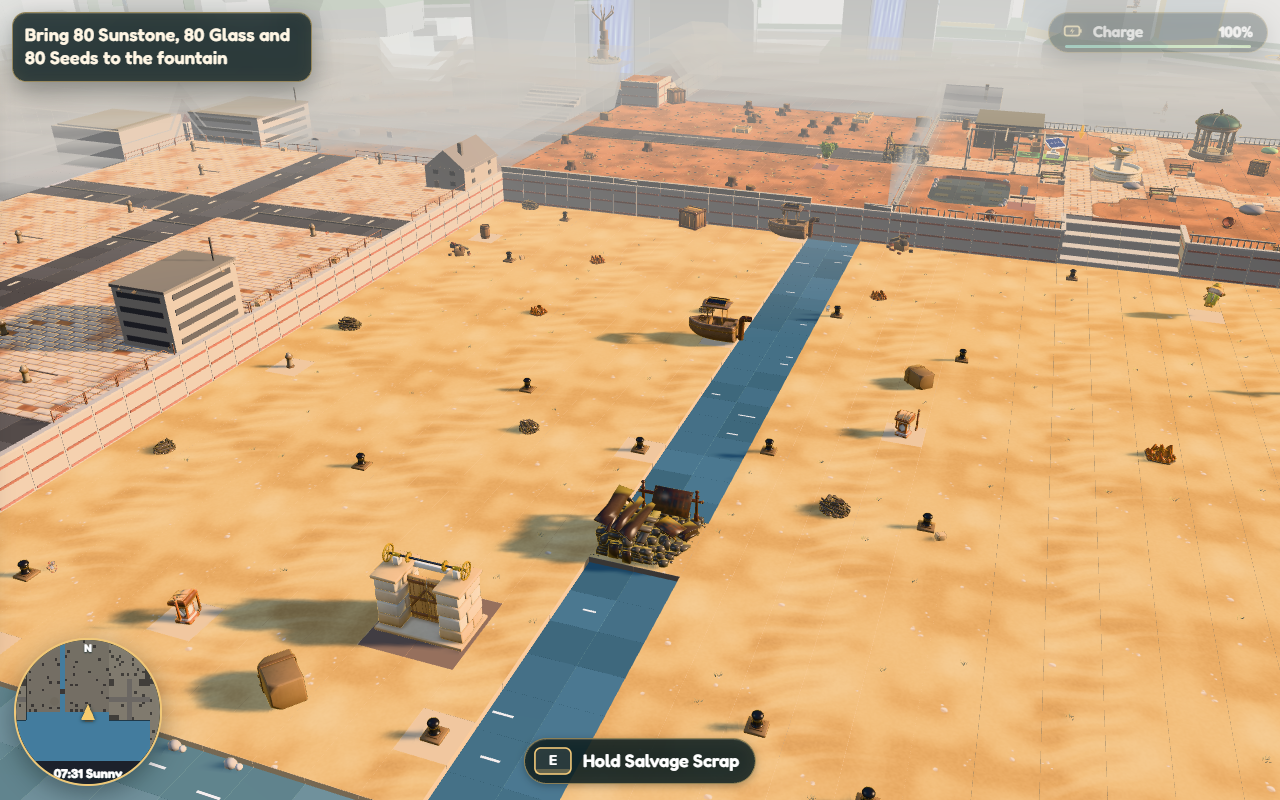 Bring 80 Sunstone, 80 Glass and
80 Seeds to the fountain
Charge 100%
N
07:31 Sunny
E Hold Salvage Scrap